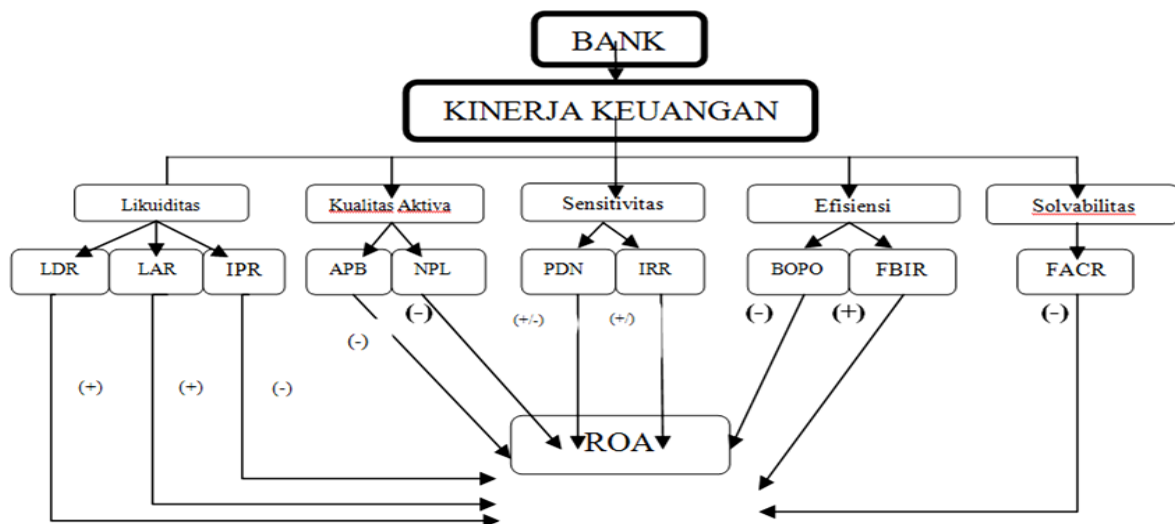 BANK
KINERJA KEUANGAN
Likuiditas
Kualitas Aktiva
Sensitivitas
Efisiensi
Solvabilitas
LDR
LAR
IPR
APB
NPL
PDN
IRR
BOPO
FBIR
FACR
(-)
(-)
(+/-)
(+/)
(-)
(+)
(-)
(+)
(+)
(-)
ROA